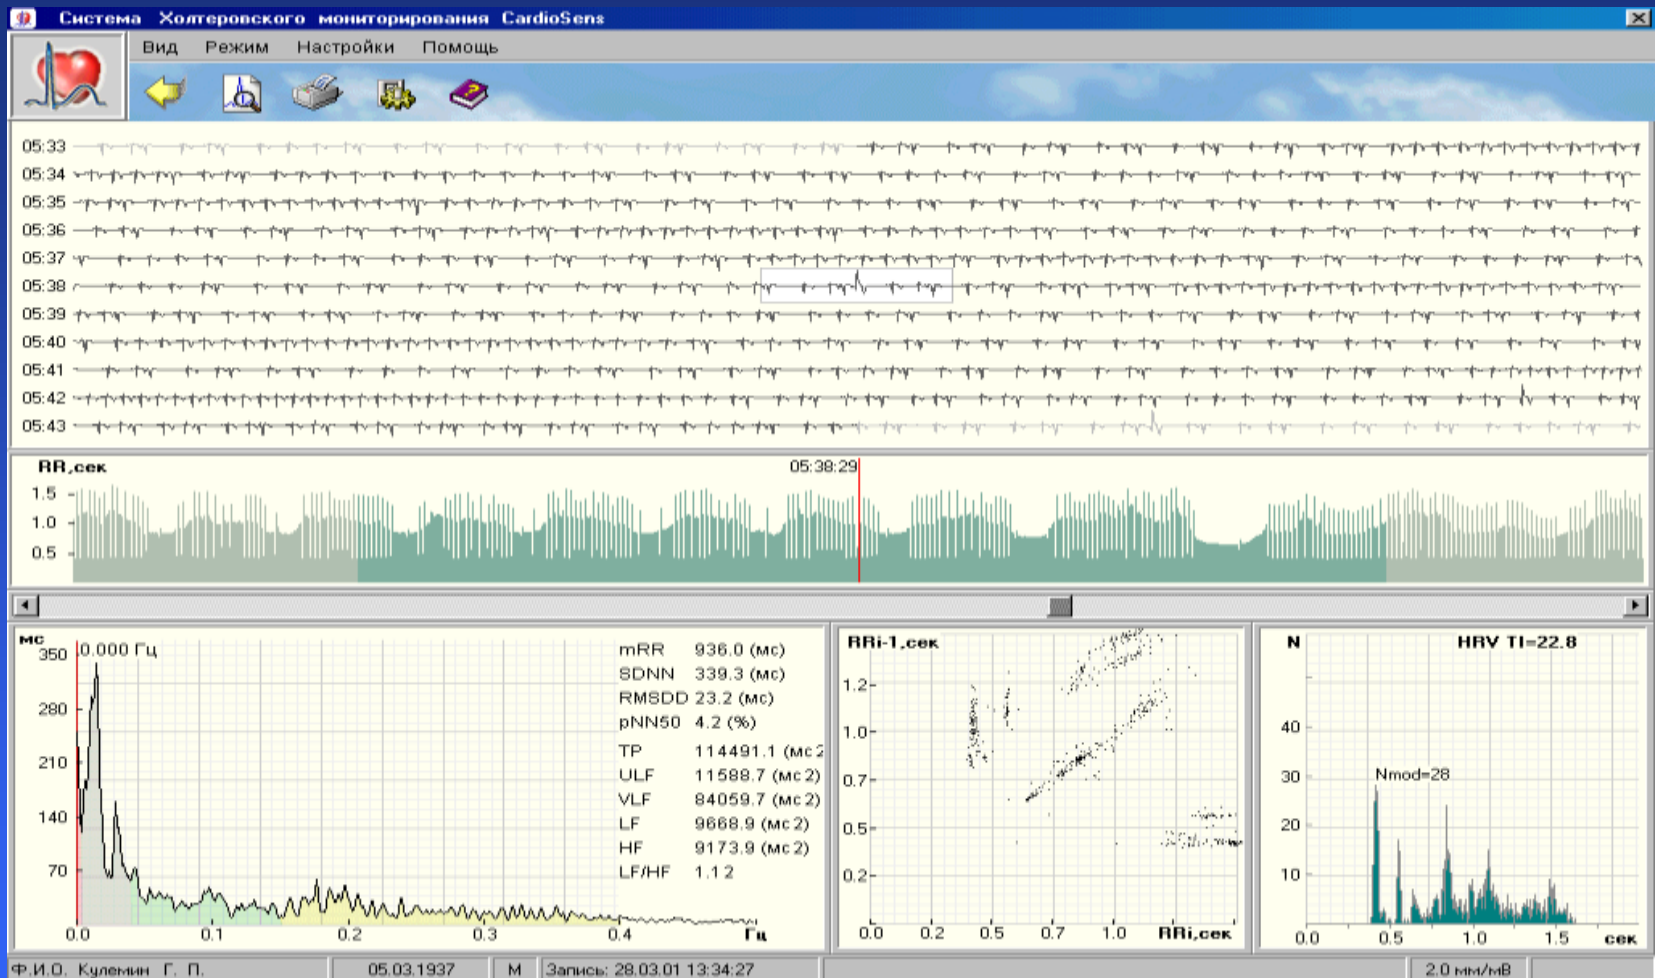 Система Холтеровского мониторирования CardioSens
Вид Режим Настройки Помощь
05:33
05:34
05:35
05:36
05:37
05:38
05:39
05:40
05:41
05:42
05:43
RR,сек 05:38:29
1.5
1.0
0.5
мс
350 0.000 Гц
280
210
140
70
0.0 0.1 0.2 0.3 0.4 Гц
mRR 936.0 (мс)
SDNN 339.3 (мс)
RMSDD 23.2 (мс)
pNN50 4.2 (%)
TP 114491.1 (мс2
ULF 11588.7 (мс2)
VLF 84059.7 (мс2)
LF 9668.9 (мс2)
HF 9173.9 (мс2)
LF/HF 1.12
RRi-1,сек
1.2
1.0
0.7
0.5
0.2
0.0 0.2 0.5 0.7 1.0 RRi,сек
N HRV TI=22.8
40
30 Nmod=28
20
10
0.0 0.5 1.0 1.5 сек
Ф.И.О. Кулемин Г. П. 05.03.1937 М Запись: 28.03.01 13:34:27 2.0 мм/мВ